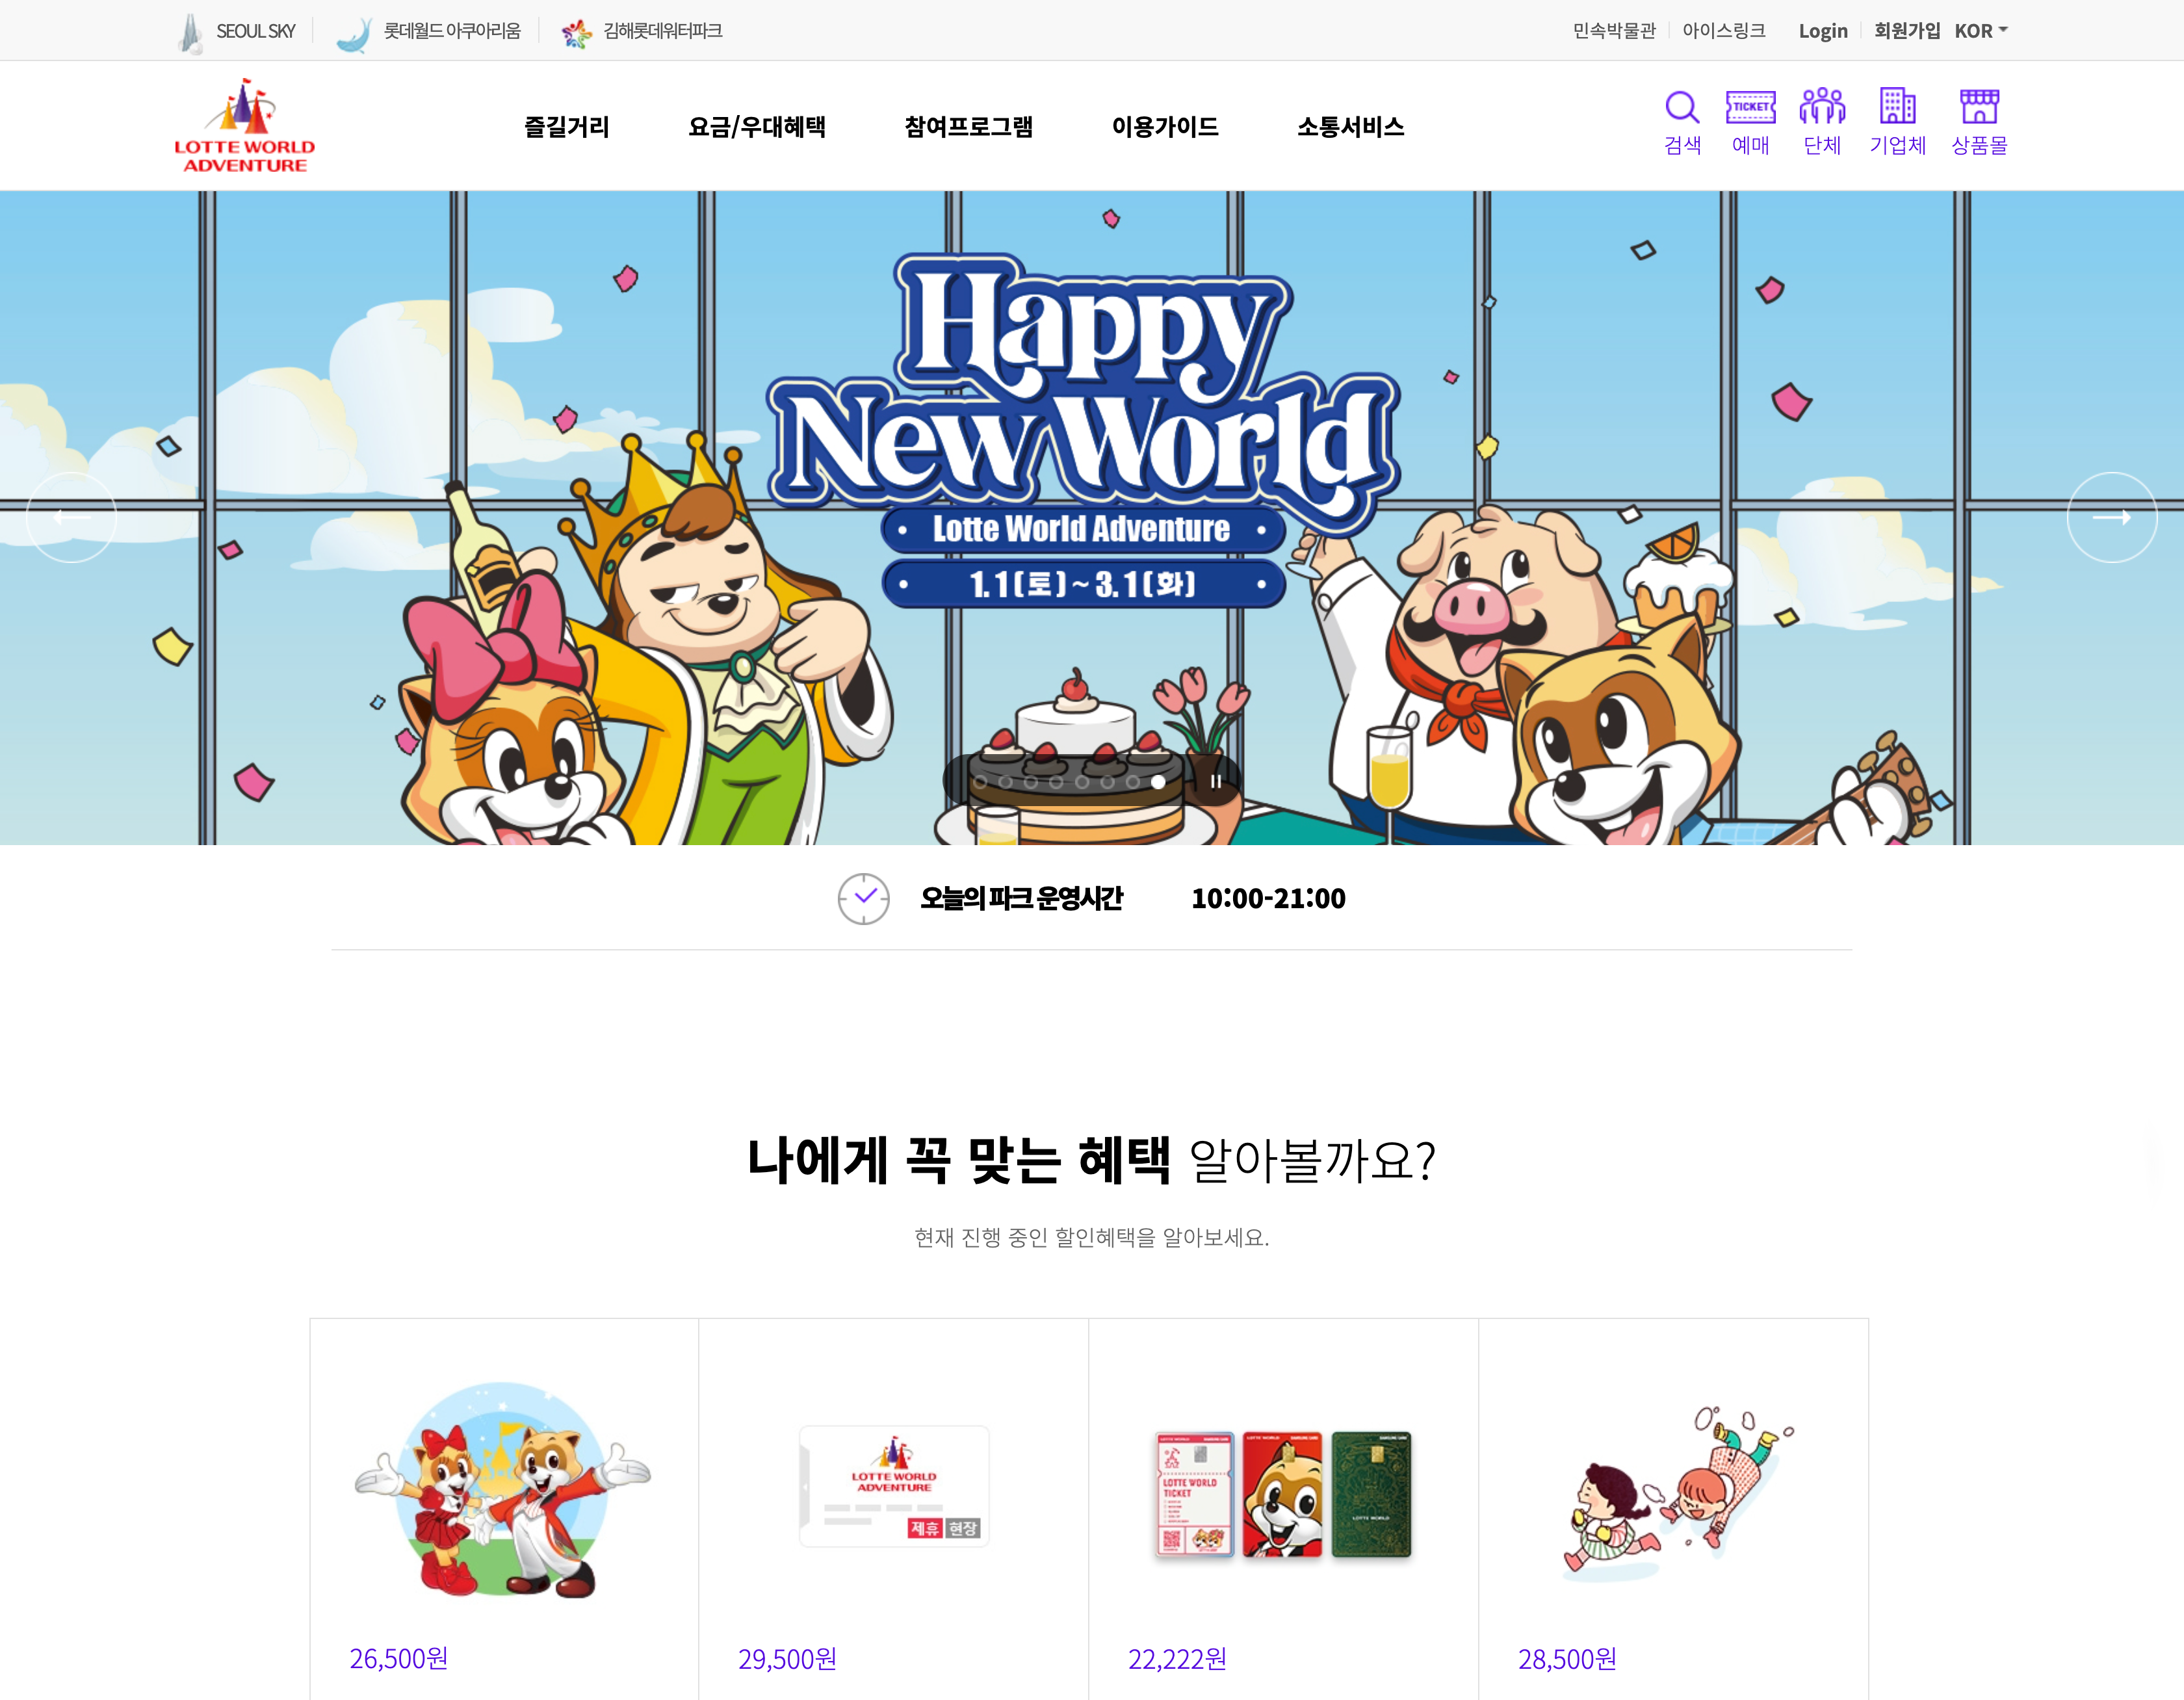 SEOUL SKY
롯데월드 아쿠아리움
김해롯데워터파크
민속박물관
아이스링크
Login
회원가입
KOR
LOTTE WORLD
ADVENTURE
즐길거리
요금/우대혜택
참여프로그램
이용가이드
소통서비스
TICKET
검색
예매
단체
기업체
상품몰
Happy
New World
Lotte World Adventure
1.1(토)~3.1(화)
오늘의 파크 운영시간
10:00-21:00
나에게 꼭 맞는 혜택 알아볼까요?
현재 진행 중인 할인혜택을 알아보세요.
LOTTE WORLD
ADVENTURE
제휴 현장
LOTTE WORLD
TICKET
LOTTE WORLD
26,500원
29,500원
22,222원
28,500원